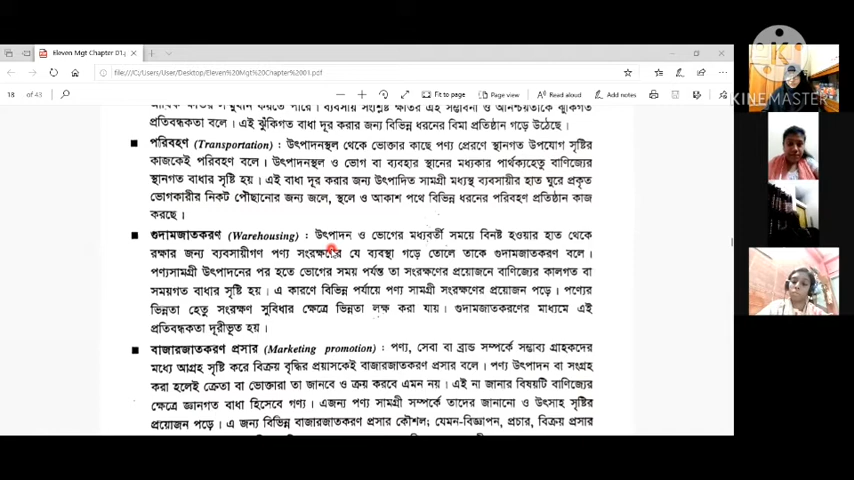 Eleven Mgt Chapter 01.
file:///C:/Users/User/Desktop/Eleven%20Mgt%20Chapter%2001.pdf
18 of 43 Fit to page Page view Read aloud Add notes
KINEMASTER
প্রতিবন্ধকতা বলে। এই ঝুঁকিগত বাধা দূর করার জন্য বিভিন্ন ধরনের বিমা প্রতিষ্ঠান গড়ে উঠেছে।
■ পরিবহণ (Transportation) : উৎপাদনস্থল থেকে ভোক্তার কাছে পণ্য প্রেরণে স্থানগত উপযোগ সৃষ্টির
কাজকেই পরিবহণ বলে। উৎপাদনস্থল ও ভোগ বা ব্যবহার স্থানের মধ্যকার পার্থক্যহেতু বাণিজ্যের
স্থানগত বাধার সৃষ্টি হয়। এই বাধা দূর করার জন্য উৎপাদিত সামগ্রী মধ্যস্থ ব্যবসায়ীর হাত ঘুরে প্রকৃত
ভোগকারীর নিকট পৌছানোর জন্য জলে, স্থলে ও আকাশ পথে বিভিন্ন ধরনের পরিবহণ প্রতিষ্ঠান কাজ
করছে।
■ গুদামজাতকরণ (Warehousing) : উৎপাদন ও ভোগের মধ্যবর্তী সময়ে বিনষ্ট হওয়ার হাত থেকে
রক্ষার জন্য ব্যবসায়ীগণ পণ্য সংরক্ষণের যে ব্যবস্থা গড়ে তোলে তাকে গুদামজাতকরণ বলে।
পণ্যসামগ্রী উৎপাদনের পর হতে ভোগের সময় পর্যন্ত তা সংরক্ষণের প্রয়োজনে বাণিজ্যের কালগত বা
সময়গত বাধার সৃষ্টি হয়। এ কারণে বিভিন্ন পর্যায়ে পণ্য সামগ্রী সংরক্ষণের প্রয়োজন পড়ে। পণ্যের
ভিন্নতা হেতু সংরক্ষণ সুবিধার ক্ষেত্রে ভিন্নতা লক্ষ করা যায়। গুদামজাতকরণের মাধ্যমে এই
প্রতিবন্ধকতা দূরীভূত হয়।
■ বাজারজাতকরণ প্রসার (Marketing promotion) : পণ্য, সেবা বা ব্রান্ড সম্পর্কে সম্ভাব্য গ্রাহকদের
মধ্যে আগ্রহ সৃষ্টি করে বিক্রয় বৃদ্ধির প্রয়াসকেই বাজারজাতকরণ প্রসার বলে। পণ্য উৎপাদন বা সংগ্রহ
করা হলেই ক্রেতা বা ভোক্তারা তা জানবে ও ক্রয় করবে এমন নয়। এই না জানার বিষয়টি বাণিজ্যের
ক্ষেত্রে জ্ঞানগত বাধা হিসেবে গণ্য। এজন্য পণ্য সামগ্রী সম্পর্কে তাদের জানানো ও উৎসাহ সৃষ্টির
প্রয়োজন পড়ে। এ জন্য বিভিন্ন বাজারজাতকরণ প্রসার কৌশল; যেমন-বিজ্ঞাপন, প্রচার, বিক্রয় প্রসার